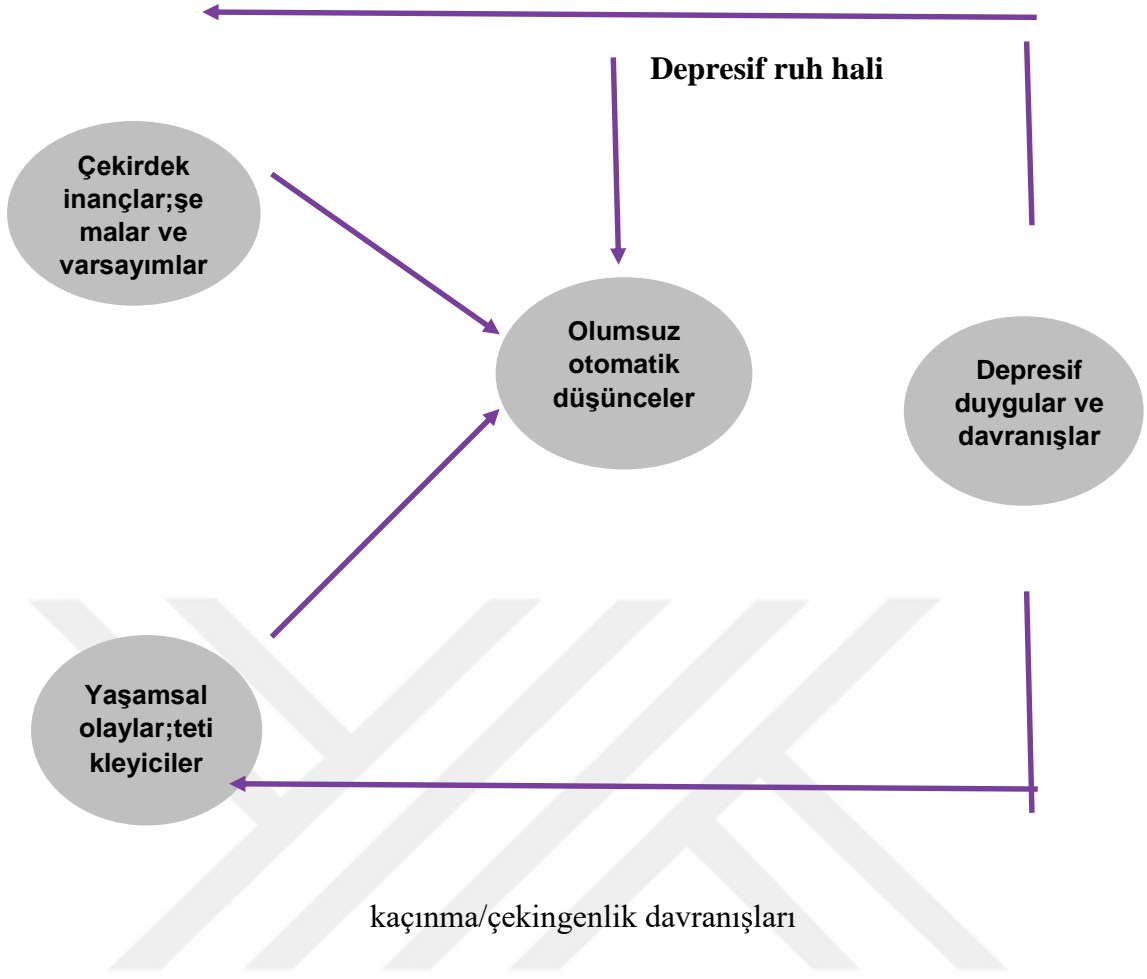 Depresif ruh hali
Çekirdek
inançlar;şe
malar ve
varsayımlar
Olumsuz
otomatik
düşünceler
Depresif
duygular ve
davranışlar
Yaşamsal
olaylar;teti
kleyiciler
kaçınma/çekingenlik davranışları